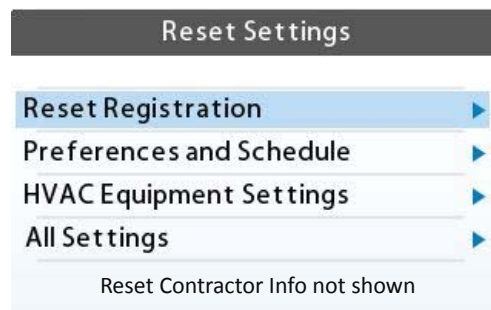 Reset Settings
Reset Registration
Preferences and Schedule
HVAC Equipment Settings
All Settings
Reset Contractor Info not shown